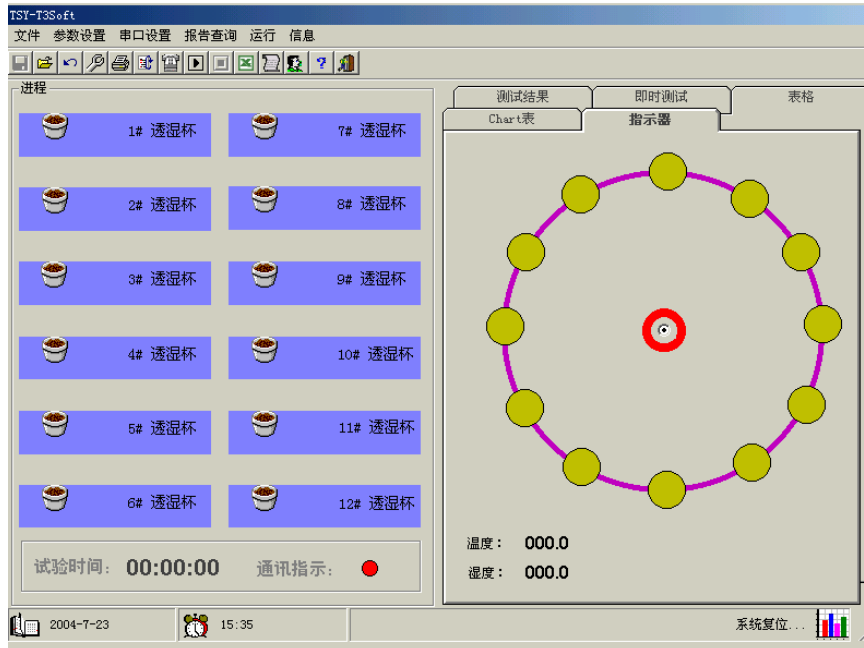 TSY-T3Soft
文件 参数设置 串口设置 报告查询 运行 信息
进程
1# 透湿杯
7# 透湿杯
2# 透湿杯
8# 透湿杯
3# 透湿杯
9# 透湿杯
4# 透湿杯
10# 透湿杯
5# 透湿杯
11# 透湿杯
6# 透湿杯
12# 透湿杯
试验时间: 00:00:00 通讯指示:
测试结果 即时测试 表格
Chart表 指示器
温度: 000.0
湿度: 000.0
2004-7-23 15:35 系统复位...